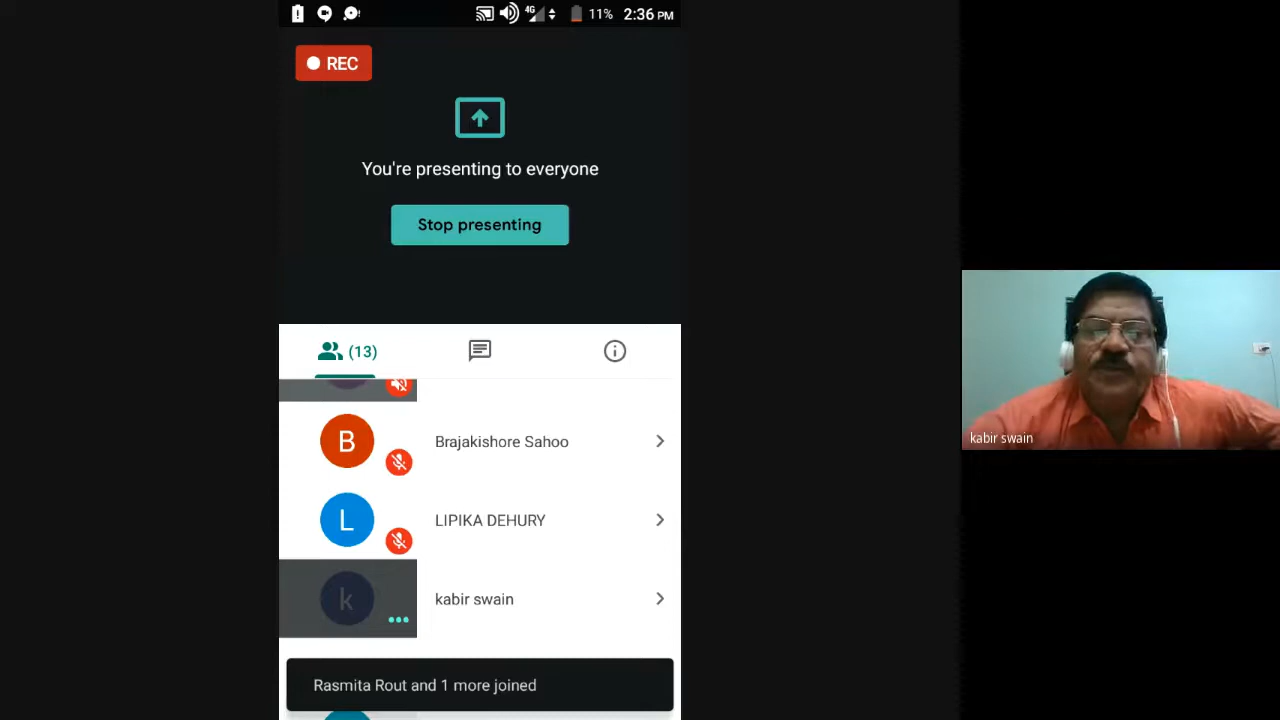 4G 11% 2:36 PM
REC
You're presenting to everyone
Stop presenting
(13)
B Brajakishore Sahoo
L LIPIKA DEHURY
k kabir swain
Rasmita Rout and 1 more joined
kabir swain